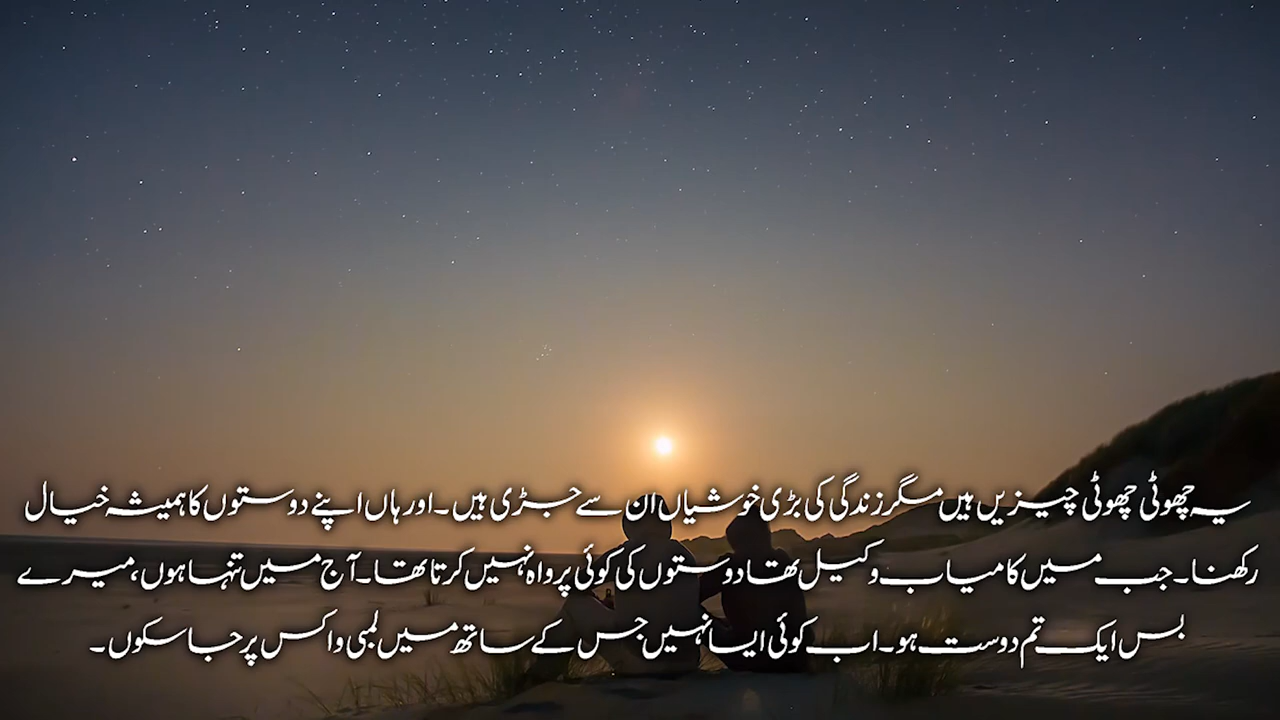 یہ چھوٹی چھوٹی چیزیں ہیں مگر زندگی کی بڑی خوشیاں ان سے جڑی ہیں۔ اور ہاں اپنے دوستوں کا ہمیشہ خیال
رکھنا۔ جب میں کامیاب وکیل تھا دوستوں کی کوئی پرواہ نہیں کرتا تھا۔ آج میں تنہا ہوں، میرے
بس ایک تم دوست ہو۔ اب کوئی ایسا نہیں جس کے ساتھ میں لمبی واکس پر جا سکوں۔